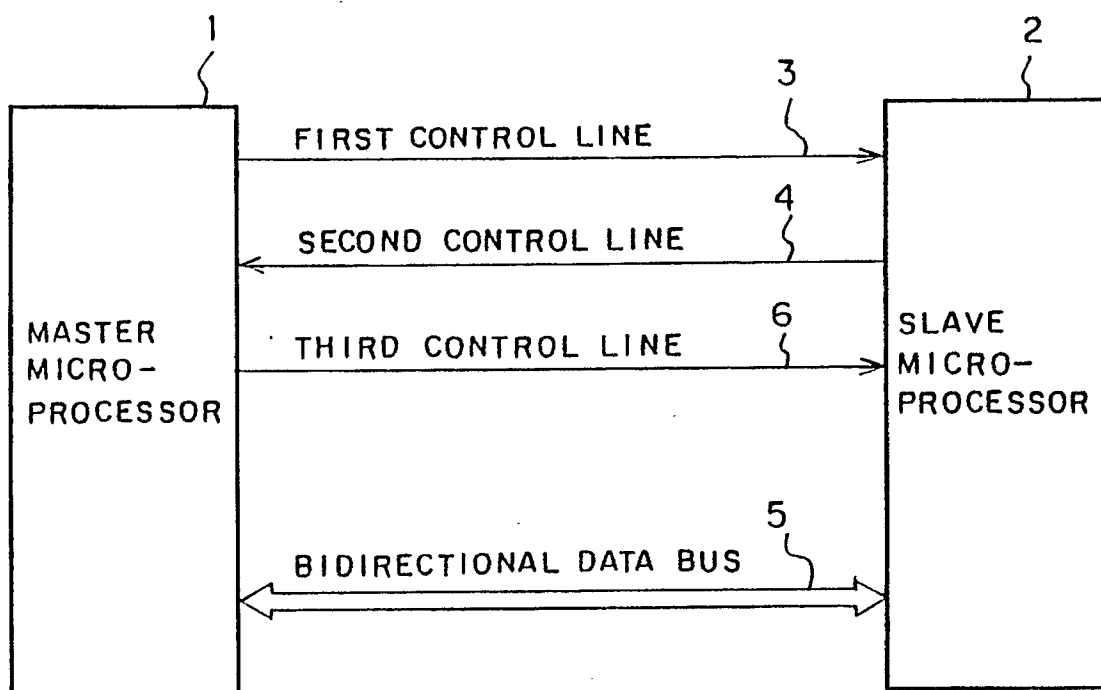 1
2
3
FIRST CONTROL LINE
4
SECOND CONTROL LINE
6
THIRD CONTROL LINE
MASTER
MICRO-
PROCESSOR
SLAVE
MICRO-
PROCESSOR
5
BIDIRECTIONAL DATA BUS